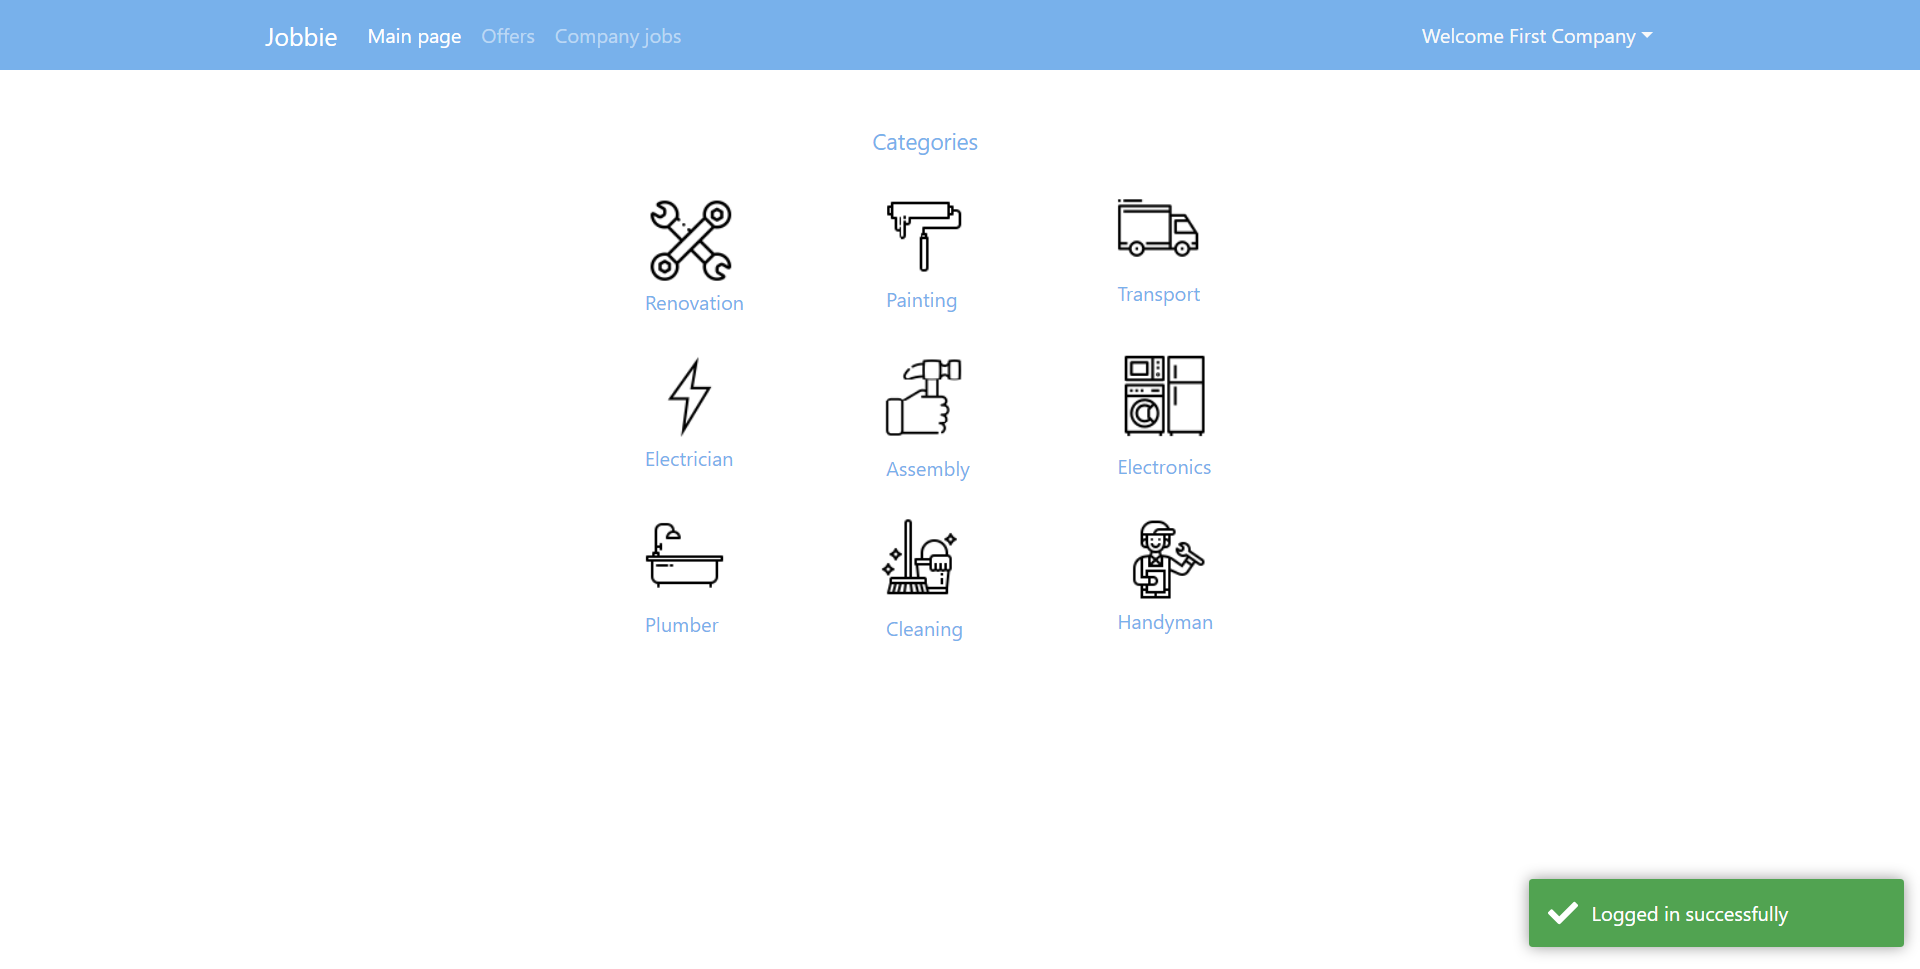 Jobbie Main page Offers Company jobs Welcome First Company
Categories
Renovation Painting Transport
Electrician Assembly Electronics
Plumber Cleaning Handyman
Logged in successfully